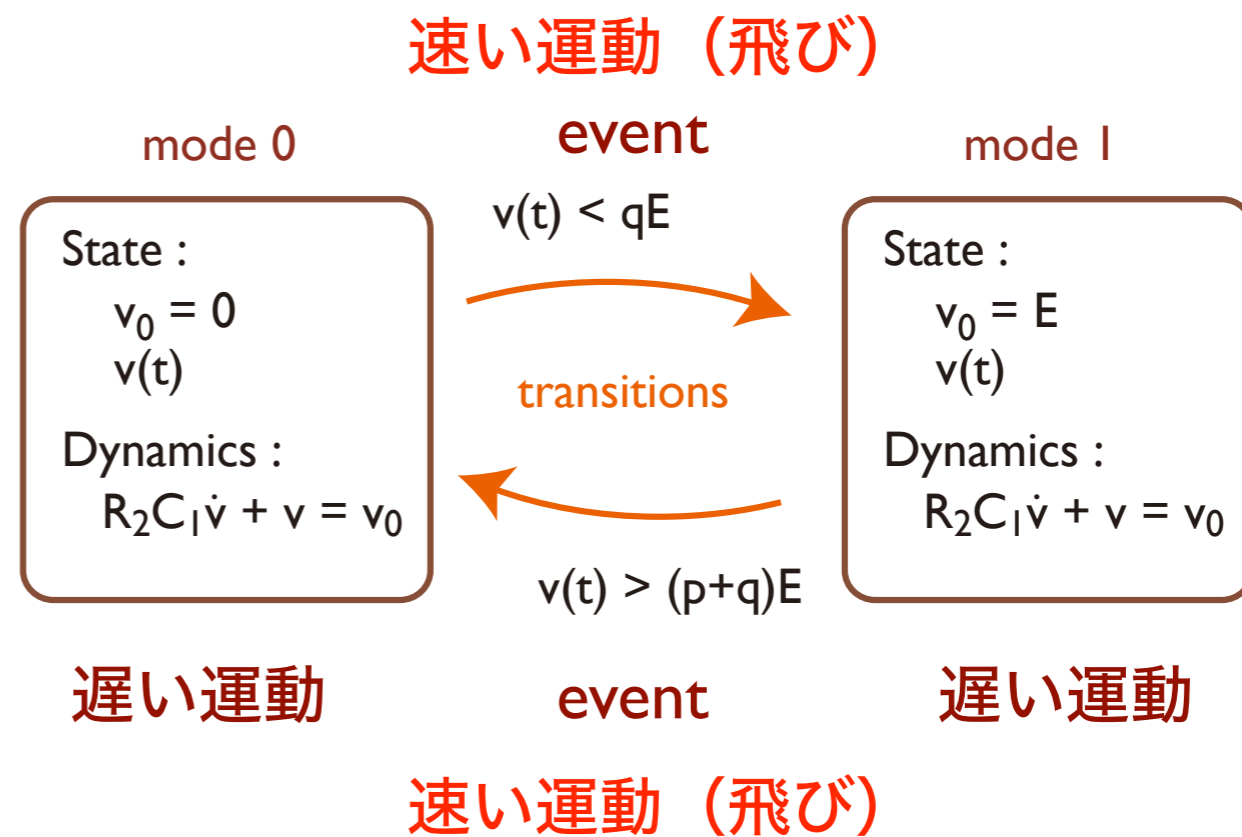 速い運動（飛び）
event
mode 0
mode 1
v(t) < qE
State :
v₀ = 0
v(t)
Dynamics :
R₂C₁v̇ + v = v₀
transitions
State :
v₀ = E
v(t)
Dynamics :
R₂C₁v̇ + v = v₀
v(t) > (p+q)E
遅い運動
event
遅い運動
速い運動（飛び）